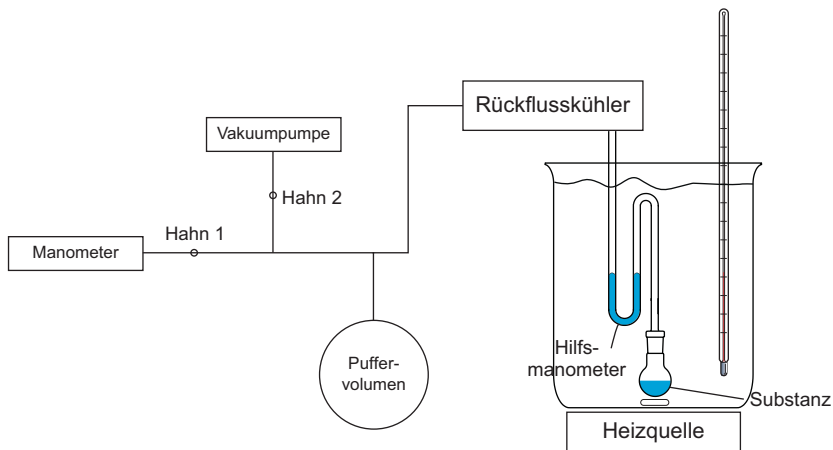 Rückflusskühler
Vakuumpumpe
Hahn 2
Hahn 1
Manometer
Puffer-
volumen
Hilfs-
manometer
Substanz
Heizquelle